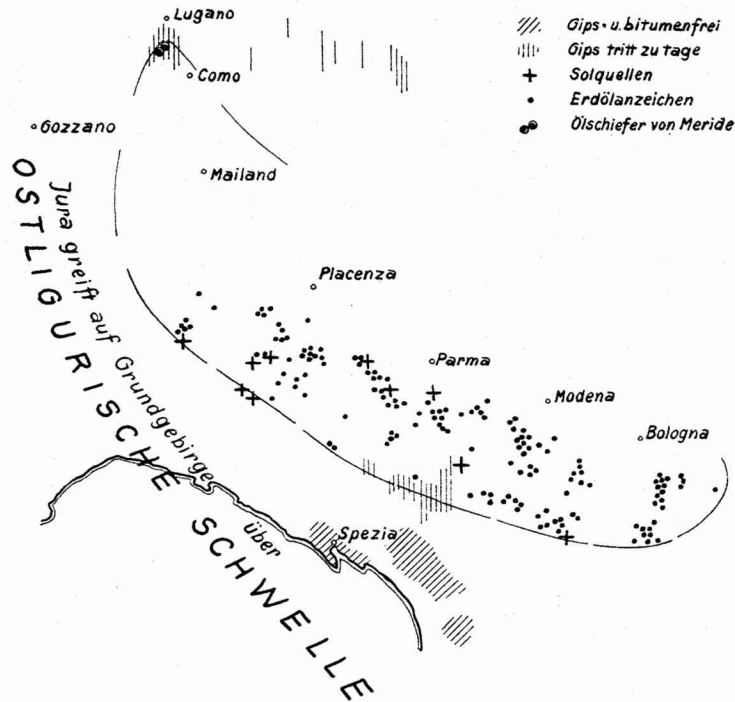 Lugano
Como
Gozzano
Mailand
Gips- u. bitumenfrei
Gips tritt zu tage
Solquellen
Erdölanzeichen
Ölschiefer von Meride
Placenza
Parma
Modena
Bologna
Spezia
Jura greift auf Grundgebirge über
OSTLIGURISCHE SCHWELLE